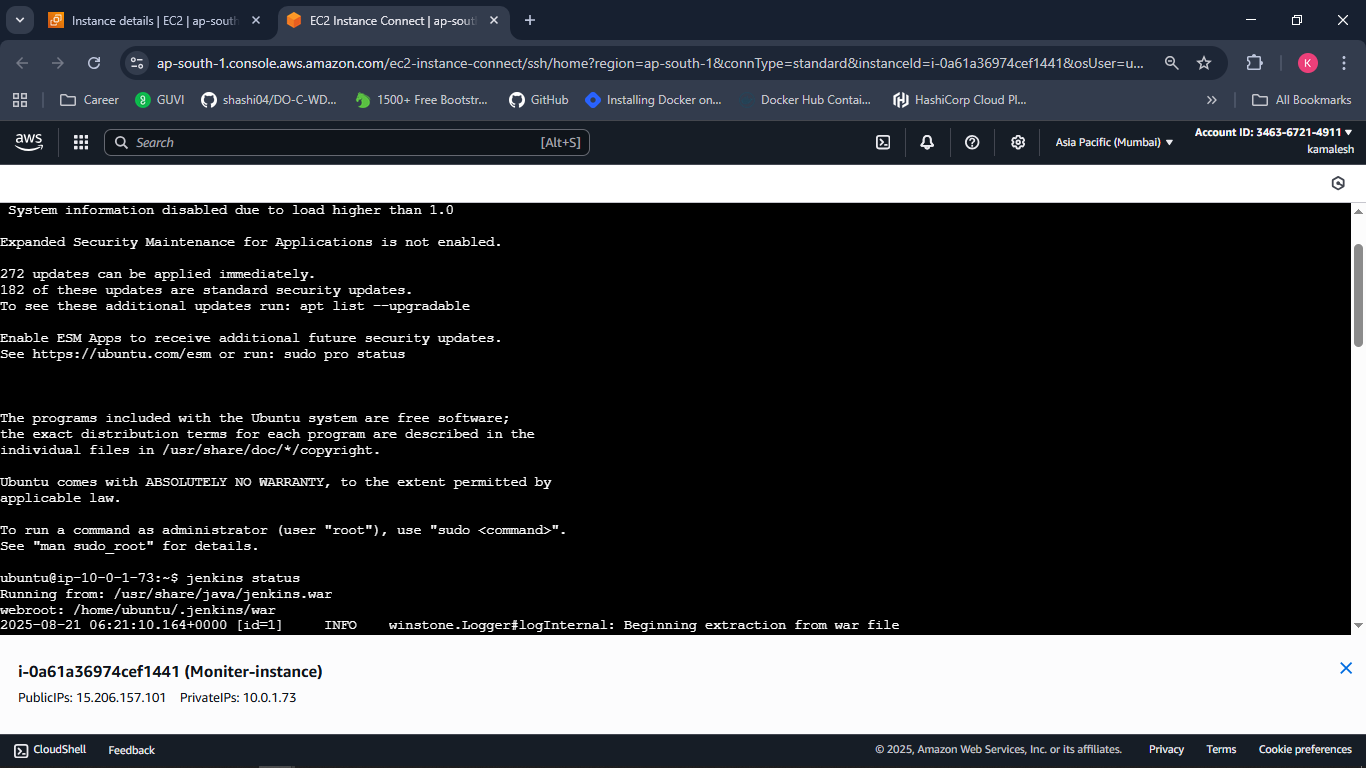 Instance details | EC2 | ap-south
EC2 Instance Connect | ap-sout
ap-south-1.console.aws.amazon.com/ec2-instance-connect/ssh/home?region=ap-south-1&connType=standard&instanceId=i-0a61a36974cef1441&osUser=u...
K
Career
GUVI
shashi04/DO-C-WD...
1500+ Free Bootstr...
GitHub
Installing Docker on...
Docker Hub Contai...
HashiCorp Cloud Pl...
All Bookmarks
aws
Search
[Alt+S]
Asia Pacific (Mumbai)
Account ID: 3463-6721-4911
kamalesh
System information disabled due to load higher than 1.0
Expanded Security Maintenance for Applications is not enabled.
272 updates can be applied immediately.
182 of these updates are standard security updates.
To see these additional updates run: apt list --upgradable
Enable ESM Apps to receive additional future security updates.
See https://ubuntu.com/esm or run: sudo pro status
The programs included with the Ubuntu system are free software;
the exact distribution terms for each program are described in the
individual files in /usr/share/doc/*/copyright.
Ubuntu comes with ABSOLUTELY NO WARRANTY, to the extent permitted by
applicable law.
To run a command as administrator (user "root"), use "sudo <command>".
See "man sudo_root" for details.
ubuntu@ip-10-0-1-73:~$ jenkins status
Running from: /usr/share/java/jenkins.war
webroot: /home/ubuntu/.jenkins/war
2025-08-21 06:21:10.164+0000 [id=1] INFO winstone.Logger#logInternal: Beginning extraction from war file
i-0a61a36974cef1441 (Moniter-instance)
PublicIPs: 15.206.157.101 PrivateIPs: 10.0.1.73
CloudShell
Feedback
© 2025, Amazon Web Services, Inc. or its affiliates.
Privacy
Terms
Cookie preferences